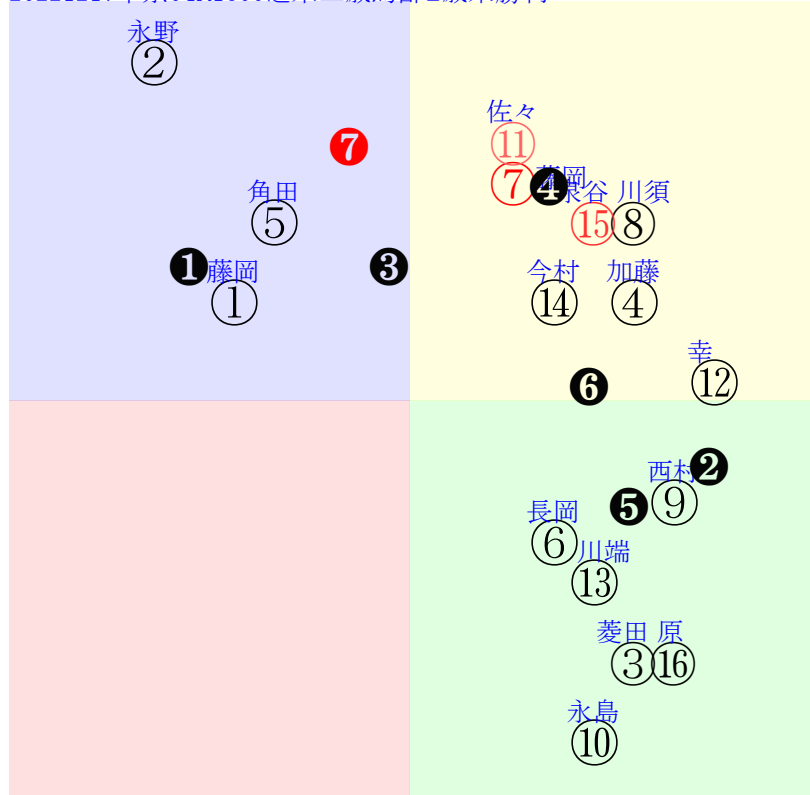 永野
②
佐々
⑪
❼
⑦
❹
角田
⑤
泉谷
⑮
川須
⑧
❶
藤岡
①
❸
今村
⑭
加藤
④
幸
⑫
❻
西村
⑨
❷
❺
長岡
⑥
川端
⑬
菱田
③
原
⑯
永島
⑩